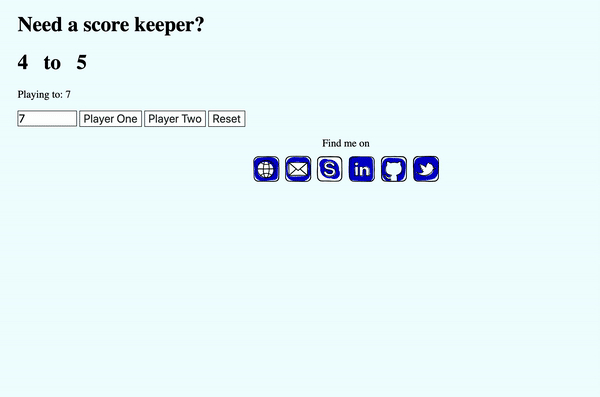 Need a score keeper?
4 to 5
Playing to: 7
7 Player One Player Two Reset
Find me on
S in